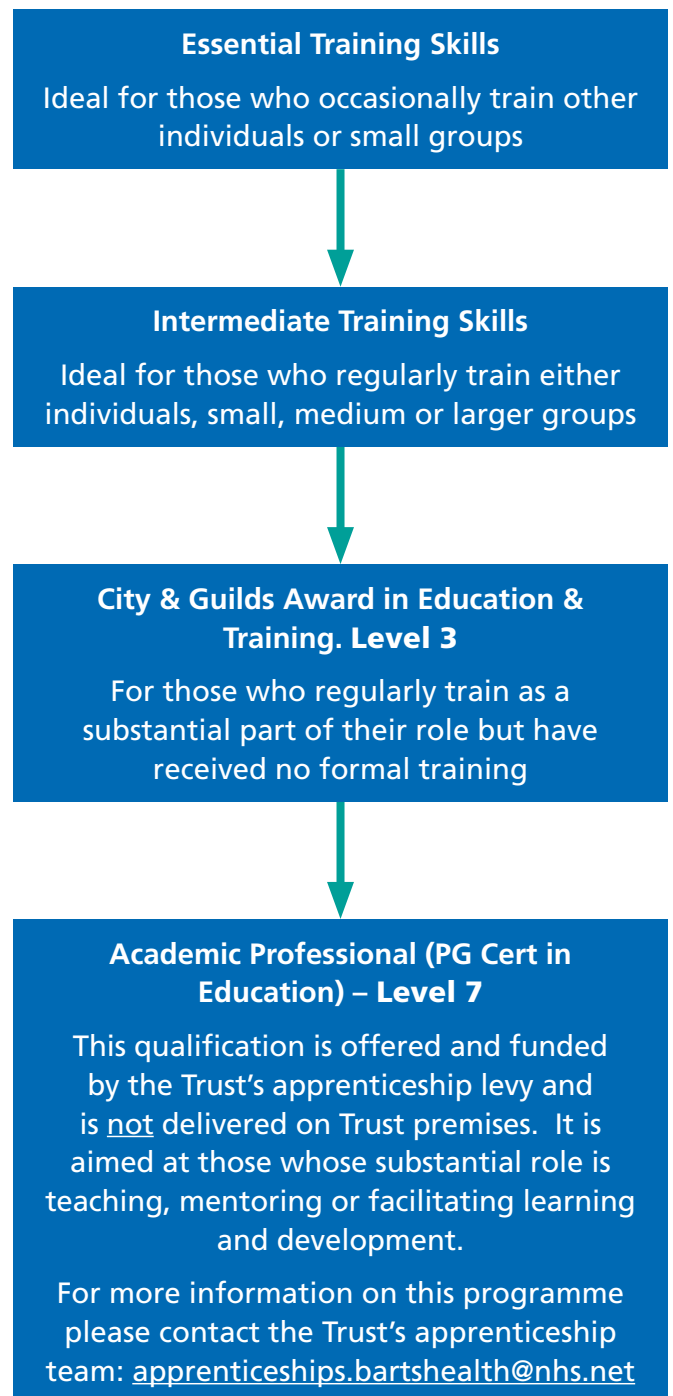 Essential Training Skills
Ideal for those who occasionally train other
individuals or small groups
Intermediate Training Skills
Ideal for those who regularly train either
individuals, small, medium or larger groups
City & Guilds Award in Education &
Training. Level 3
For those who regularly train as a
substantial part of their role but have
received no formal training
Academic Professional (PG Cert in
Education) – Level 7
This qualification is offered and funded
by the Trust’s apprenticeship levy and
is not delivered on Trust premises.  It is
aimed at those whose substantial role is
teaching, mentoring or facilitating learning
and development.
For more information on this programme
please contact the Trust’s apprenticeship
team: apprenticeships.bartshealth@nhs.net